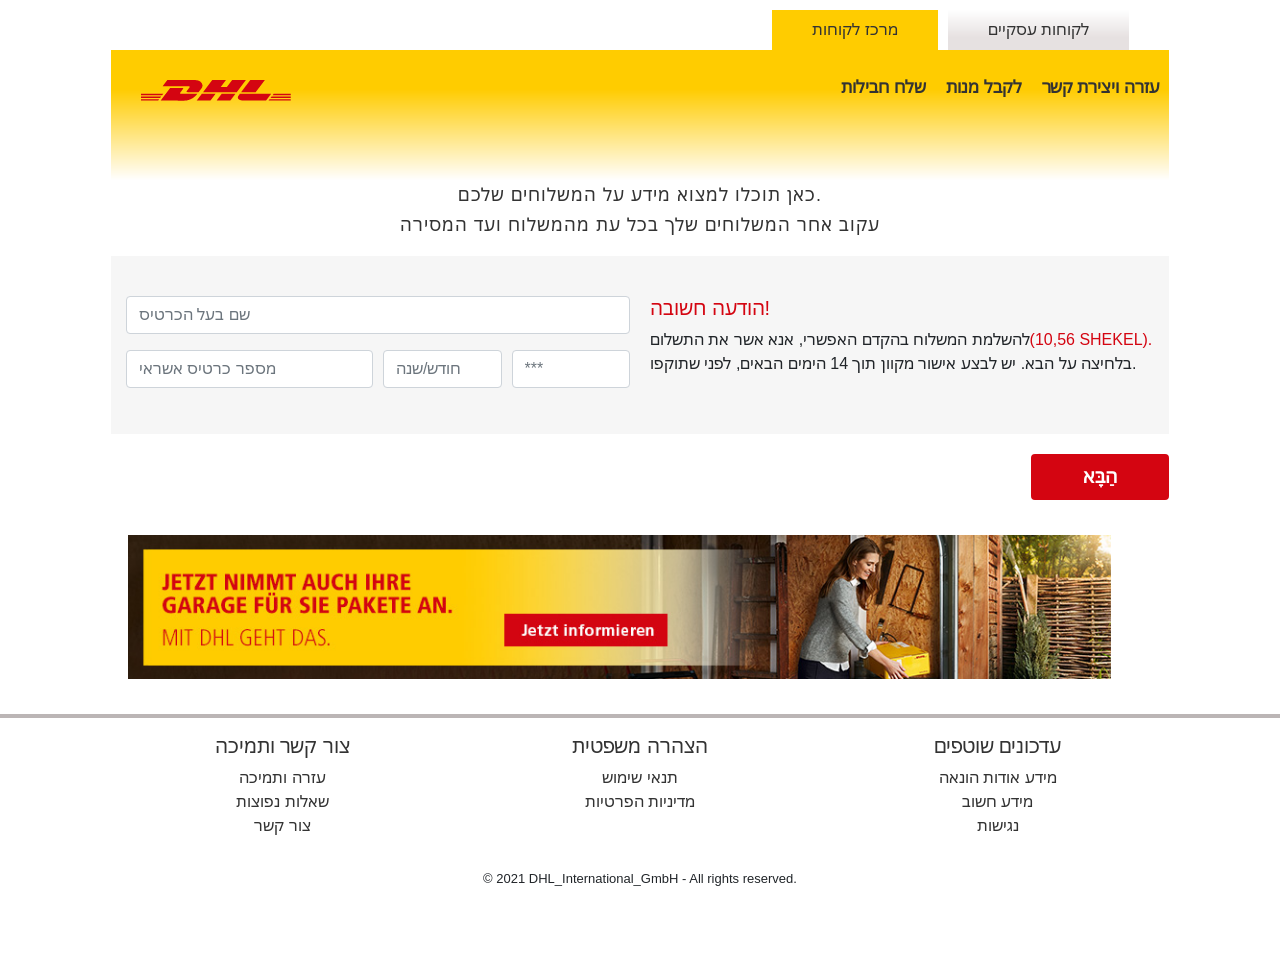 לקוחות עסקיים
מרכז לקוחות
DHL
עזרה ויצירת קשר
לקבל מנות
שלח חבילות
כאן תוכלו למצוא מידע על המשלוחים שלכם.
עקוב אחר המשלוחים שלך בכל עת מהמשלוח ועד המסירה
שם בעל הכרטיס
מספר כרטיס אשראי
חודש/שנה
***
הודעה חשובה!
להשלמת המשלוח בהקדם האפשרי, אנא אשר את התשלום(10,56 SHEKEL).
בלחיצה על הבא. יש לבצע אישור מקוון תוך 14 הימים הבאים, לפני שתוקפו.
הַבָּא
JETZT NIMMT AUCH IHRE
GARAGE FÜR SIE PAKETE AN.
MIT DHL GEHT DAS.
Jetzt informieren
צור קשר ותמיכה
עזרה ותמיכה
שאלות נפוצות
צור קשר
הצהרה משפטית
תנאי שימוש
מדיניות הפרטיות
עדכונים שוטפים
מידע אודות הונאה
מידע חשוב
נגישות
© 2021 DHL_International_GmbH - All rights reserved.